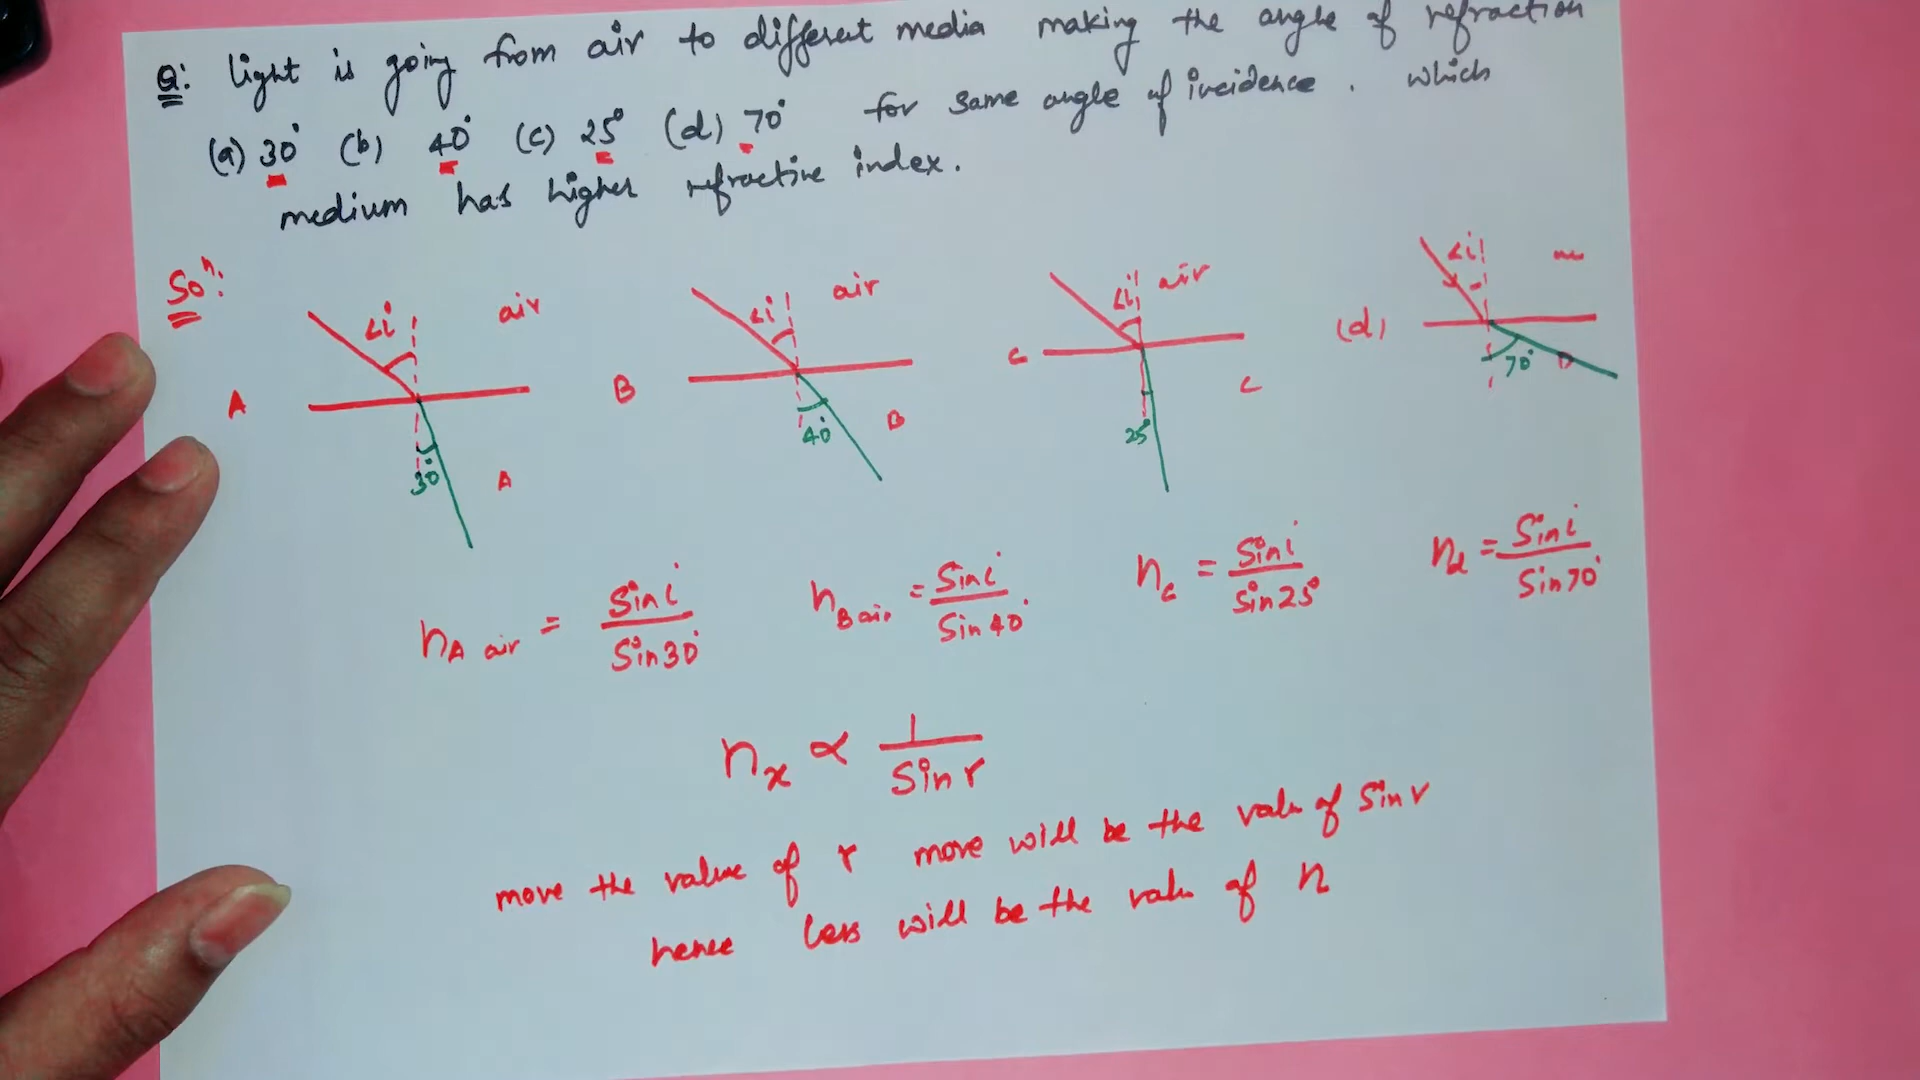 Q: Light is going from air to different media making the angle of refraction
(a) 30° (b) 40° (c) 25° (d) 70° for same angle of incidence. which
medium has higher refractive index.
Soⁿ:
∠i air
∠i air
∠i air
∠i
A
B
C
(d)
30° A
40° B
25° C
70° D
nA air = Sin i / Sin 30°
nB air = Sin i / Sin 40°
nc = Sin i / Sin 25°
nd = Sin i / Sin 70°
nx ∝ 1 / Sin r
more the value of r more will be the valu of Sin r
hence less will be the valu of n